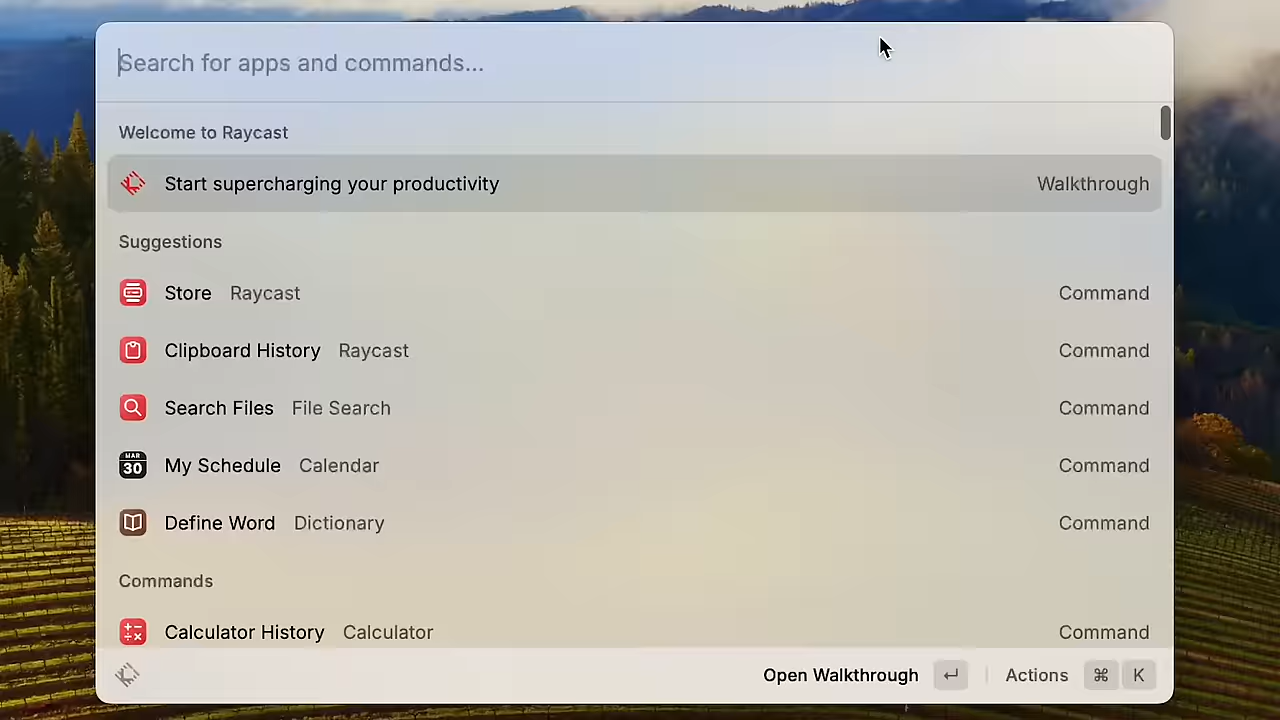 Search for apps and commands...
Welcome to Raycast
Start supercharging your productivity Walkthrough
Suggestions
Store Raycast Command
Clipboard History Raycast Command
Search Files File Search Command
MAR
30
My Schedule Calendar Command
Define Word Dictionary Command
Commands
Calculator History Calculator Command
Open Walkthrough ↵ Actions ⌘ K